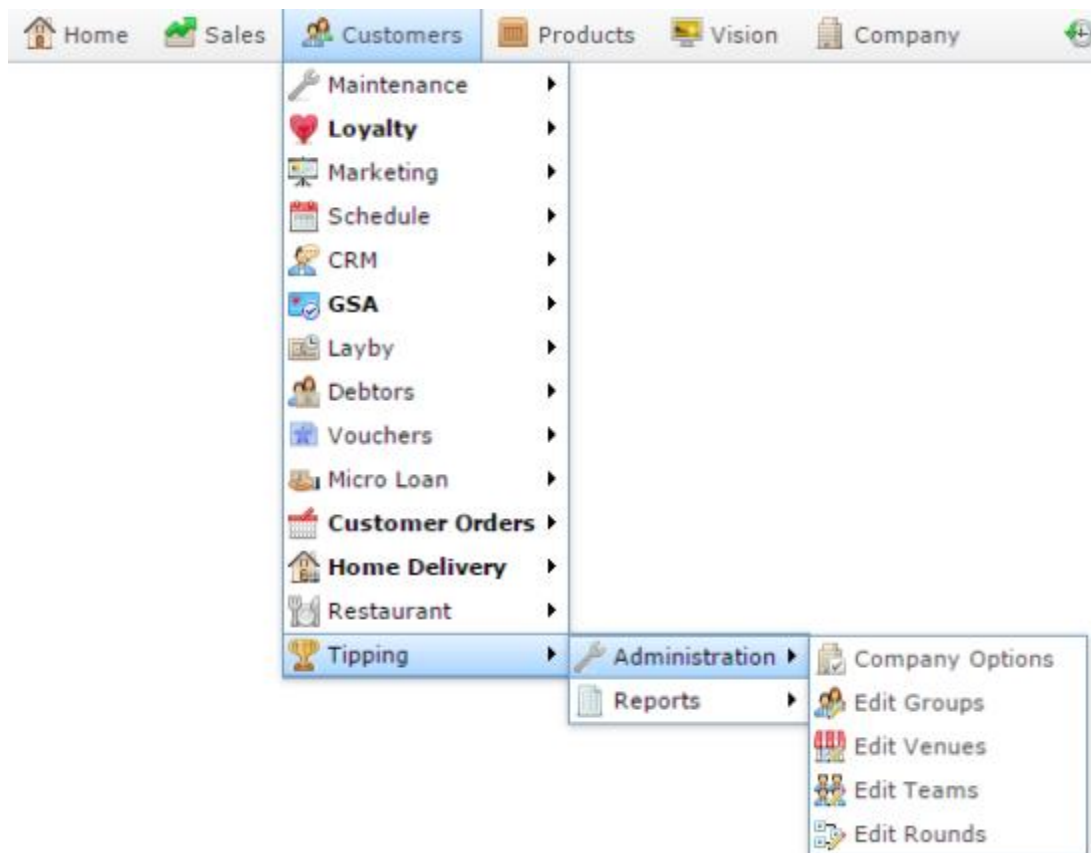 Home Sales Customers Products Vision Company
Maintenance
Loyalty
Marketing
Schedule
CRM
GSA
Layby
Debtors
Vouchers
Micro Loan
Customer Orders
Home Delivery
Restaurant
Tipping Administration Company Options
Reports Edit Groups
Edit Venues
Edit Teams
Edit Rounds